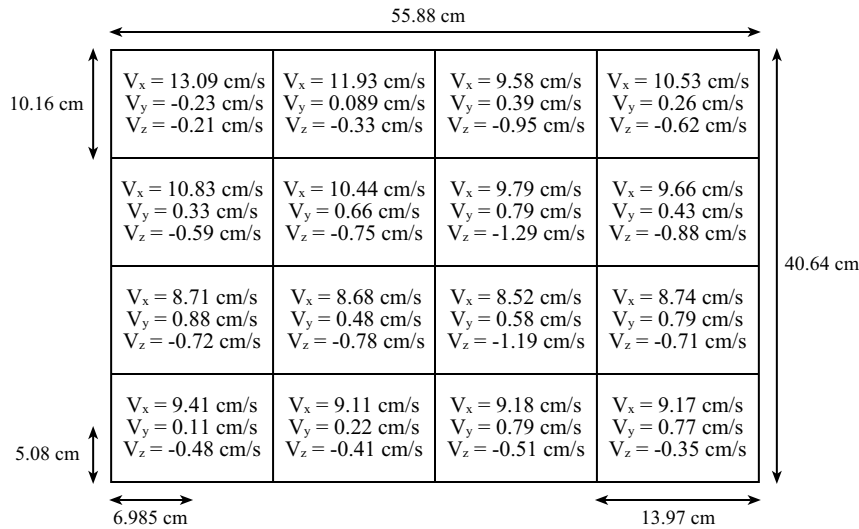 55.88 cm
10.16 cm
Vx = 13.09 cm/s
Vy = -0.23 cm/s
Vz = -0.21 cm/s
Vx = 11.93 cm/s
Vy = 0.089 cm/s
Vz = -0.33 cm/s
Vx = 9.58 cm/s
Vy = 0.39 cm/s
Vz = -0.95 cm/s
Vx = 10.53 cm/s
Vy = 0.26 cm/s
Vz = -0.62 cm/s
Vx = 10.83 cm/s
Vy = 0.33 cm/s
Vz = -0.59 cm/s
Vx = 10.44 cm/s
Vy = 0.66 cm/s
Vz = -0.75 cm/s
Vx = 9.79 cm/s
Vy = 0.79 cm/s
Vz = -1.29 cm/s
Vx = 9.66 cm/s
Vy = 0.43 cm/s
Vz = -0.88 cm/s
40.64 cm
Vx = 8.71 cm/s
Vy = 0.88 cm/s
Vz = -0.72 cm/s
Vx = 8.68 cm/s
Vy = 0.48 cm/s
Vz = -0.78 cm/s
Vx = 8.52 cm/s
Vy = 0.58 cm/s
Vz = -1.19 cm/s
Vx = 8.74 cm/s
Vy = 0.79 cm/s
Vz = -0.71 cm/s
Vx = 9.41 cm/s
Vy = 0.11 cm/s
Vz = -0.48 cm/s
Vx = 9.11 cm/s
Vy = 0.22 cm/s
Vz = -0.41 cm/s
Vx = 9.18 cm/s
Vy = 0.79 cm/s
Vz = -0.51 cm/s
Vx = 9.17 cm/s
Vy = 0.77 cm/s
Vz = -0.35 cm/s
5.08 cm
6.985 cm
13.97 cm